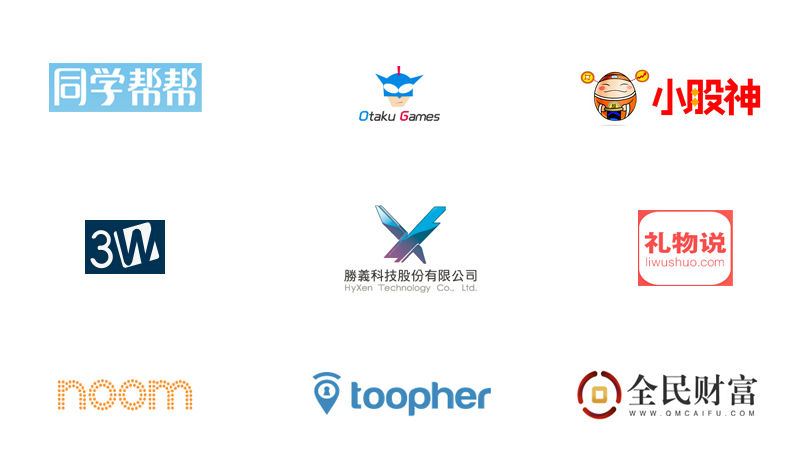 同学帮帮
Otaku Games
小股神
3W
勝義科技股份有限公司
HyXen Technology Co., Ltd.
礼物说
liwushuo.com
noom
toopher
全民财富
WWW.QMCAIFU.COM